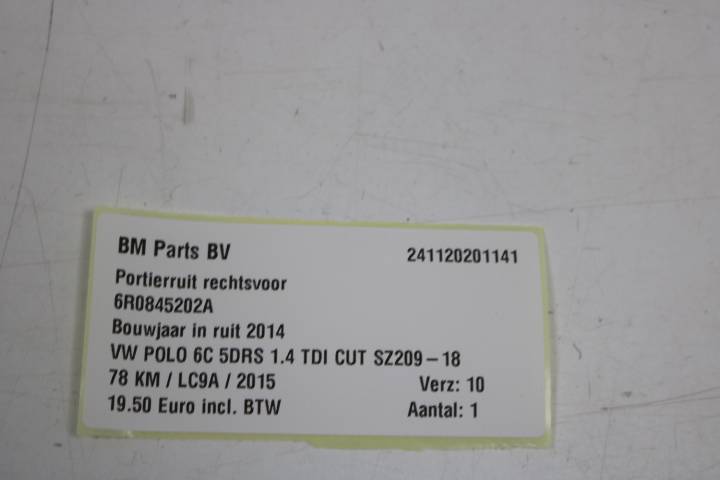 BM Parts BV 241120201141
Portierruit rechtsvoor
6R0845202A
Bouwjaar in ruit 2014
VW POLO 6C 5DRS 1.4 TDI CUT SZ209-18
78 KM / LC9A / 2015 Verz: 10
19.50 Euro incl. BTW Aantal: 1